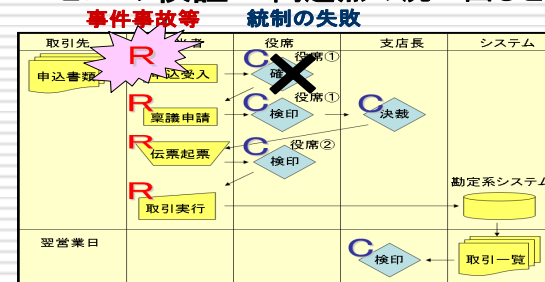 事件事故等 統制の失敗
取引先 者 役席 支店長 システム
申込書類 R 込受入 C 確 役席①
R 稟議申請 C 検印 役席① C 決裁
R 伝票起票 C 検印 役席②
R 取引実行 勘定系システム
翌営業日 C 検印 取引一覧